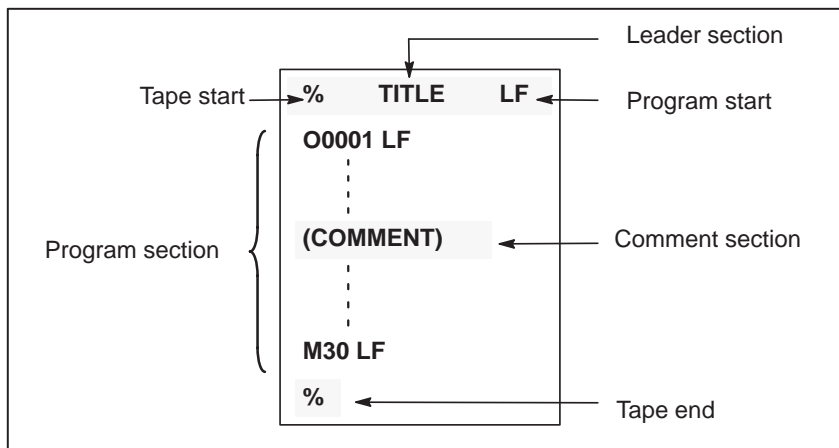 Leader section
Tape start
% TITLE LF
Program start
O0001 LF
Program section
(COMMENT)
Comment section
M30 LF
%
Tape end